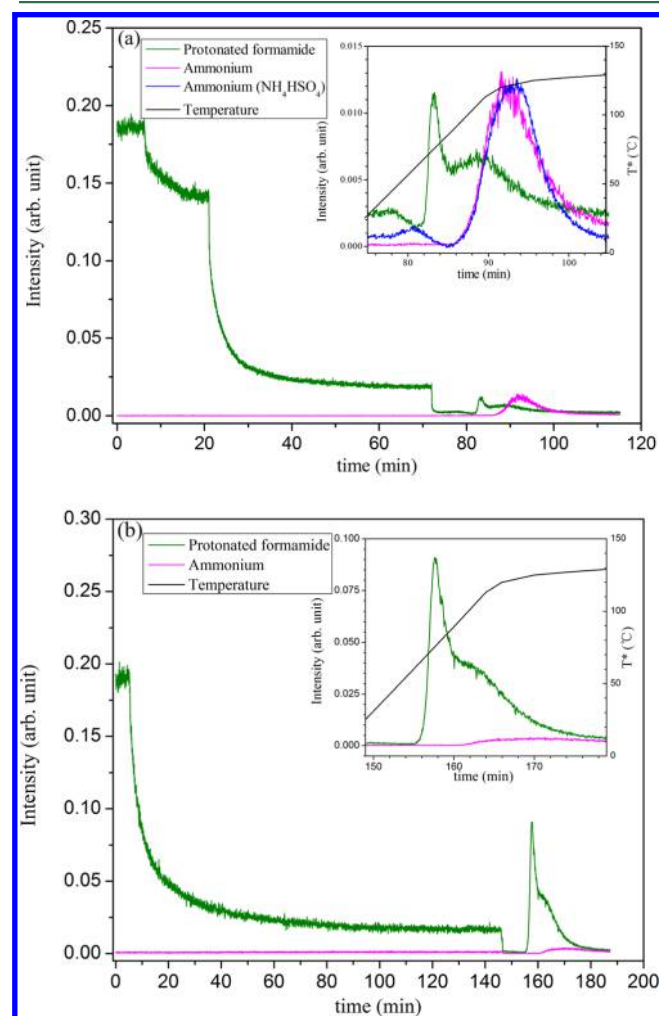 (a)
Protonated formamide
Ammonium
Ammonium (NH4HSO4)
Temperature
Intensity (arb. unit)
0.25
0.20
0.15
0.10
0.05
0.00
0 20 40 60 80 100 120
time (min)
Intensity (arb. unit)
0.015
0.010
0.005
0.000
80 90 100
time (min)
150
100
50
0
T* (℃)
(b)
Protonated formamide
Ammonium
Temperature
Intensity (arb. unit)
0.30
0.25
0.20
0.15
0.10
0.05
0.00
0 20 40 60 80 100 120 140 160 180 200
time (min)
Intensity (arb. unit)
0.100
0.075
0.050
0.025
0.000
150 160 170
time (min)
150
100
50
0
T* (℃)